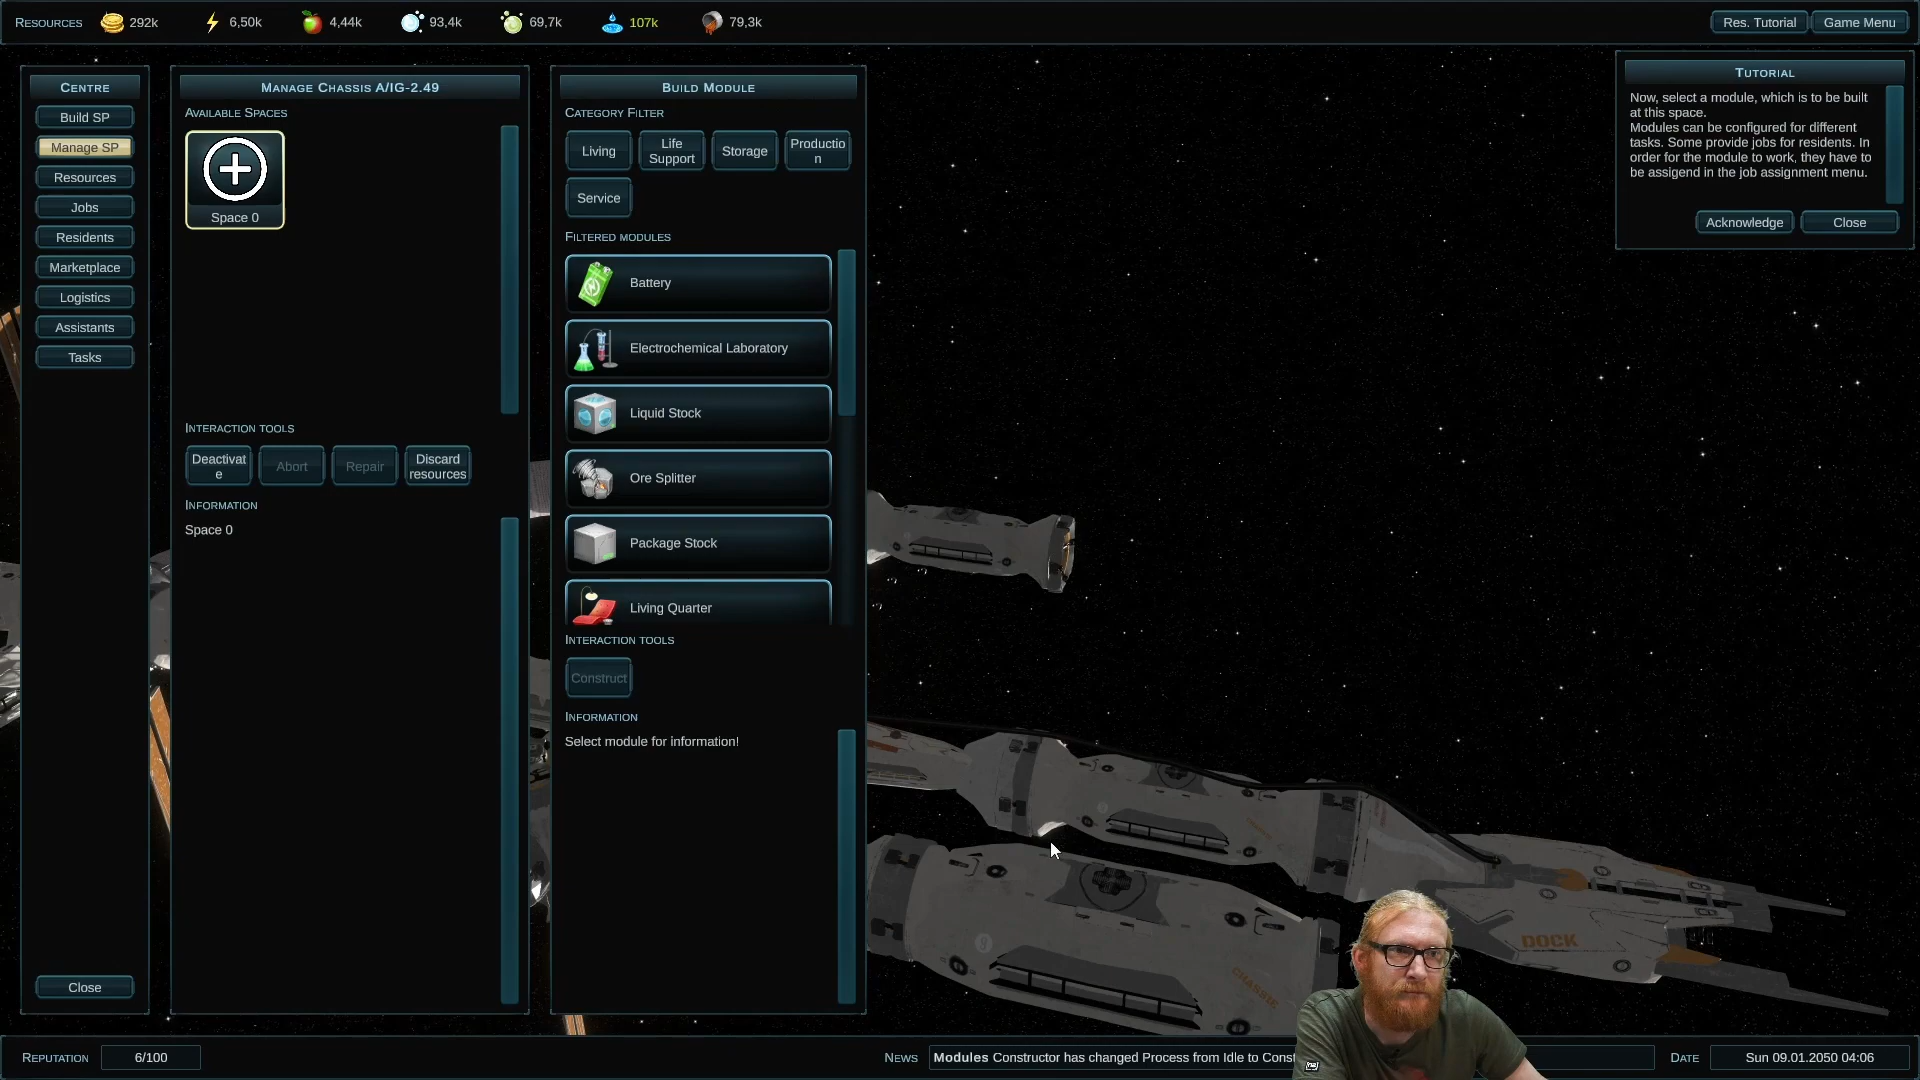 RESOURCES 292k 6,50k 4,44k 93,4k 69,7k 107k 79,3k Res. Tutorial Game Menu
CENTRE
Build SP
Manage SP
Resources
Jobs
Residents
Marketplace
Logistics
Assistants
Tasks
Close
MANAGE CHASSIS A/IG-2.49
AVAILABLE SPACES
Space 0
INTERACTION TOOLS
Deactivat
e
Abort
Repair
Discard
resources
INFORMATION
Space 0
BUILD MODULE
CATEGORY FILTER
Living
Life
Support
Storage
Productio
n
Service
FILTERED MODULES
Battery
Electrochemical Laboratory
Liquid Stock
Ore Splitter
Package Stock
Living Quarter
INTERACTION TOOLS
Construct
INFORMATION
Select module for information!
TUTORIAL
Now, select a module, which is to be built
at this space.
Modules can be configured for different
tasks. Some provide jobs for residents. In
order for the module to work, they have to
be assigend in the job assignment menu.
Acknowledge Close
DOCK
CHASSIE
REPUTATION 6/100 NEWS Modules Constructor has changed Process from Idle to Const DATE Sun 09.01.2050 04:06